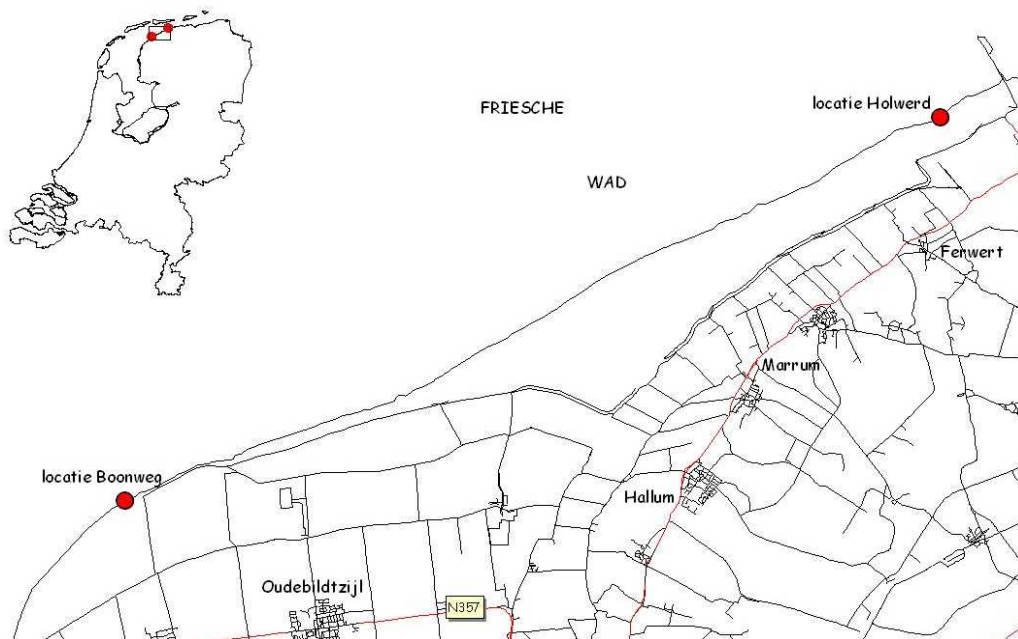 FRIESCHE
locatie Holwerd
WAD
Ferwert
Marrum
locatie Boonweg
Hallum
Oudebildtzijl
N357